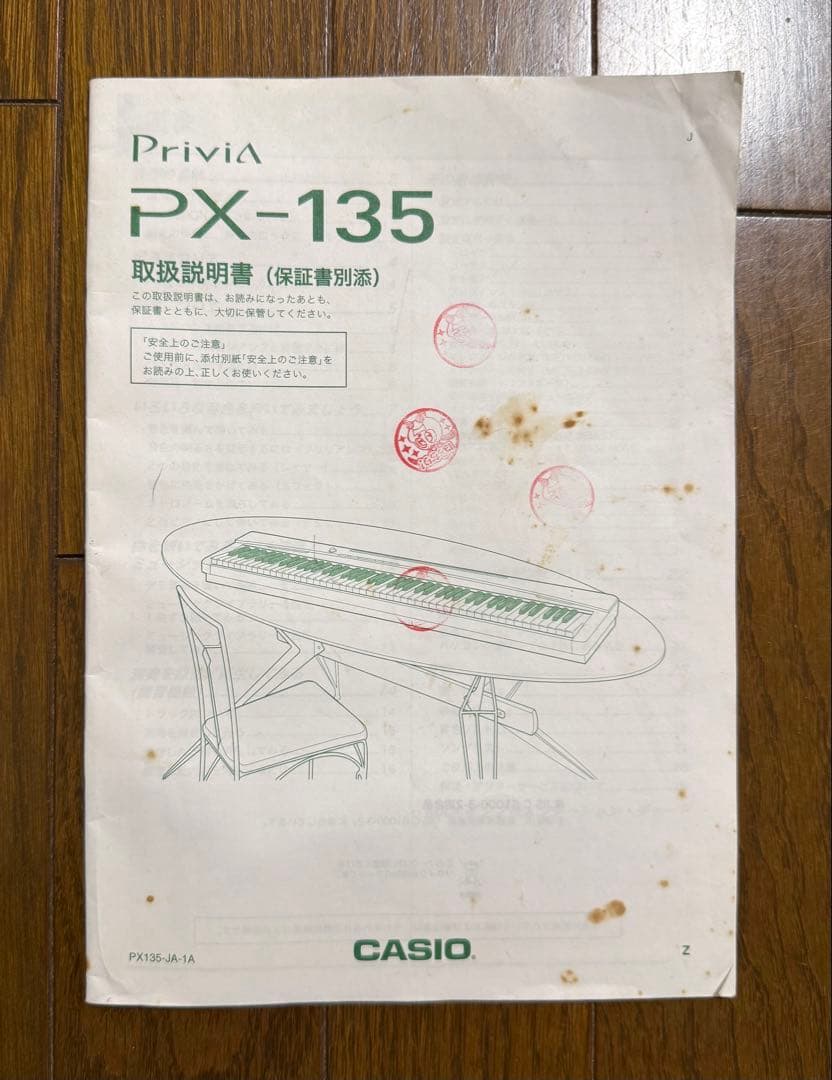 J
Privia
PX-135
取扱説明書（保証書別添）
この取扱説明書は、お読みになったあとも、
保証書とともに、大切に保管してください。
「安全上のご注意」
ご使用前に、添付別紙「安全上のご注意」を
お読みの上、正しくお使いください。
PX135-JA-1A
CASIO
Z